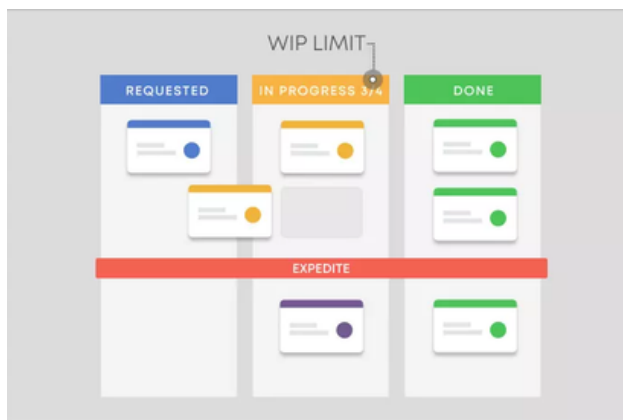 WIP LIMIT
REQUESTED
IN PROGRESS 3/4
DONE
EXPEDITE